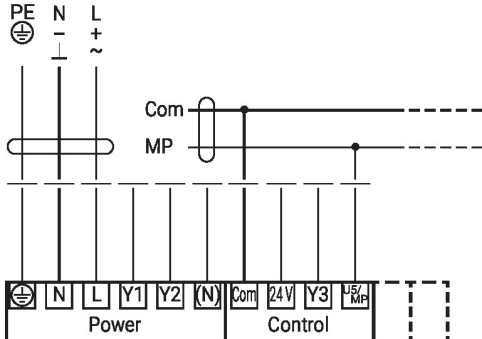 PE N L
- +
⊥ ~
Com
MP
N L Y1 Y2 (N) Com 24V Y3 U5/MP
Power Control